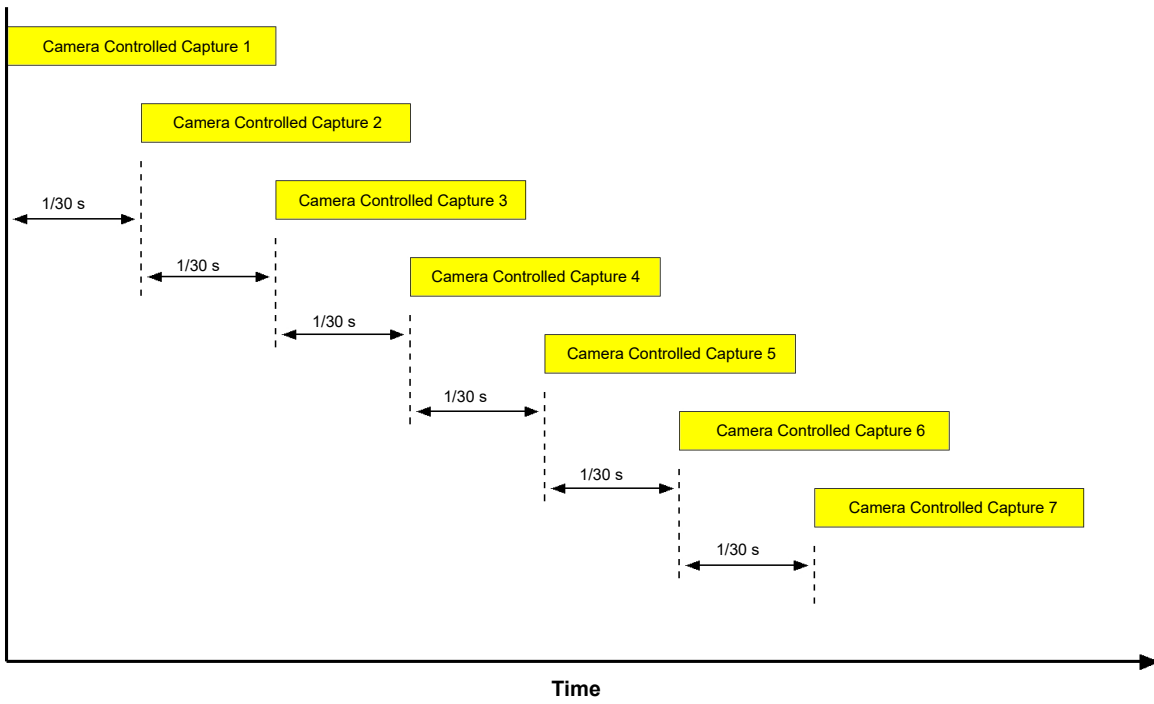 Camera Controlled Capture 1
Camera Controlled Capture 2
1/30 s
Camera Controlled Capture 3
1/30 s
Camera Controlled Capture 4
1/30 s
Camera Controlled Capture 5
1/30 s
Camera Controlled Capture 6
1/30 s
Camera Controlled Capture 7
1/30 s
Time